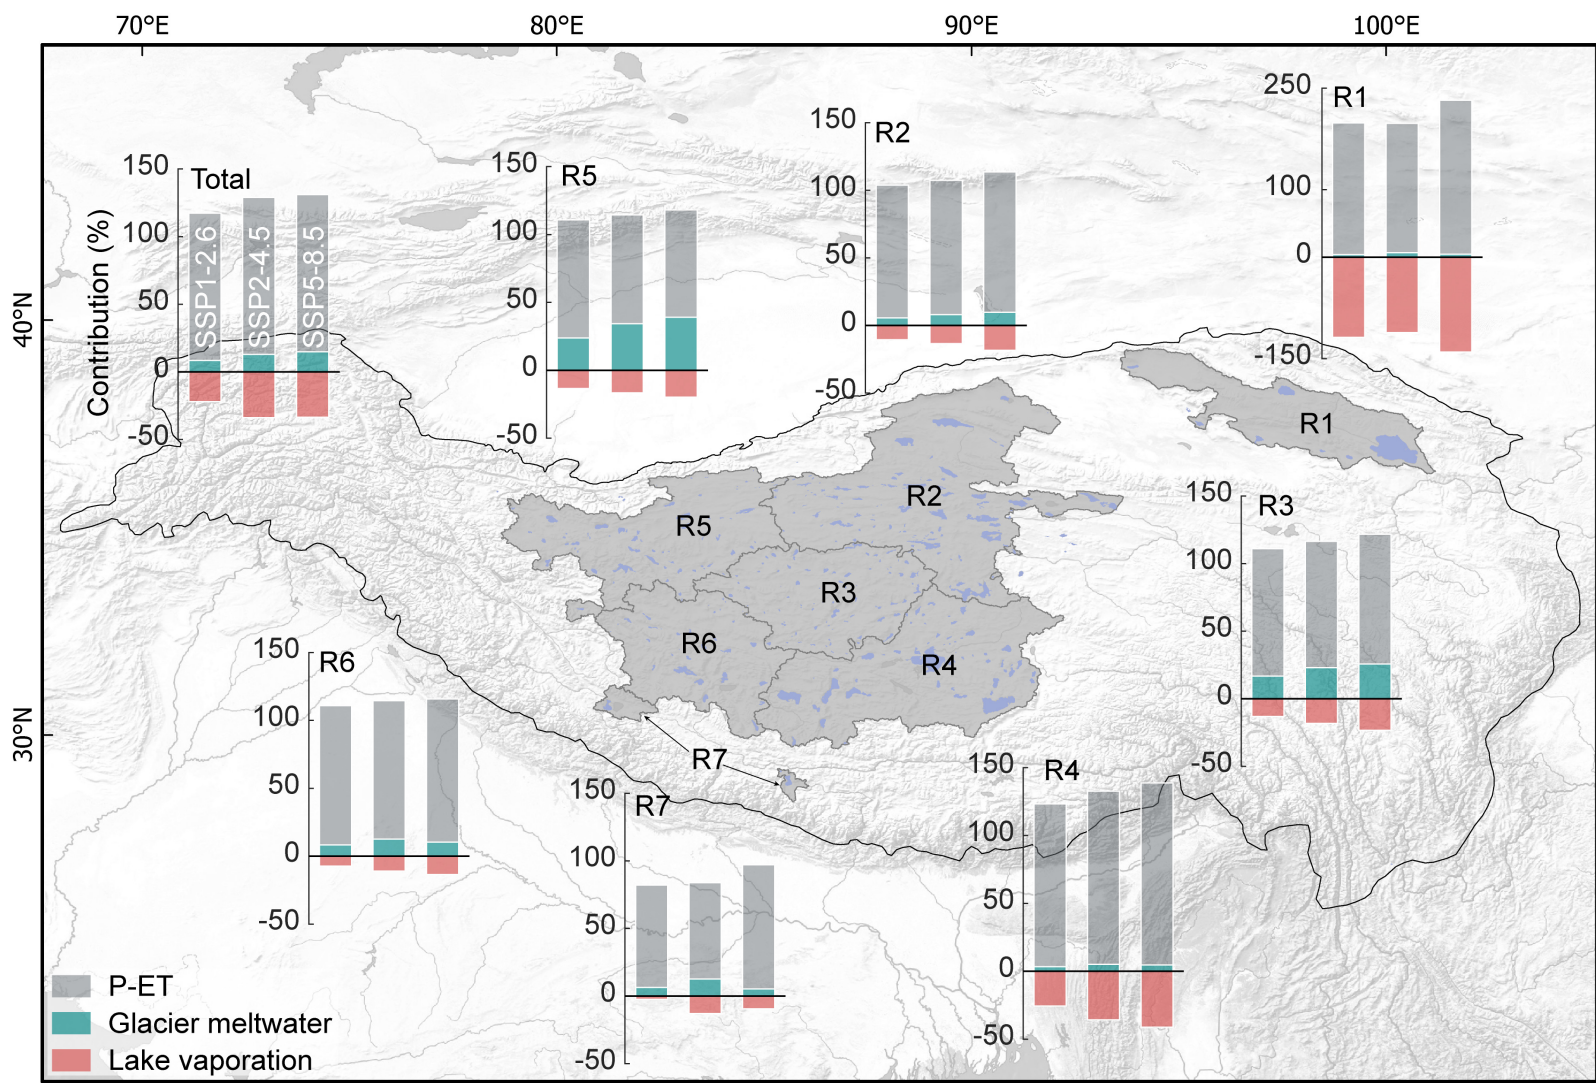 70°E
80°E
90°E
100°E
40°N
30°N
Total
Contribution (%)
150
100
50
0
-50
SSP1-2.6
SSP2-4.5
SSP5-8.5
R5
150
100
50
0
-50
R2
150
100
50
0
-50
R1
250
100
0
-150
R1
R2
R5
R3
R6
R4
R7
R3
150
100
50
0
-50
R6
150
100
50
0
-50
R7
150
100
50
0
-50
R4
150
100
50
0
-50
P-ET
Glacier meltwater
Lake vaporation